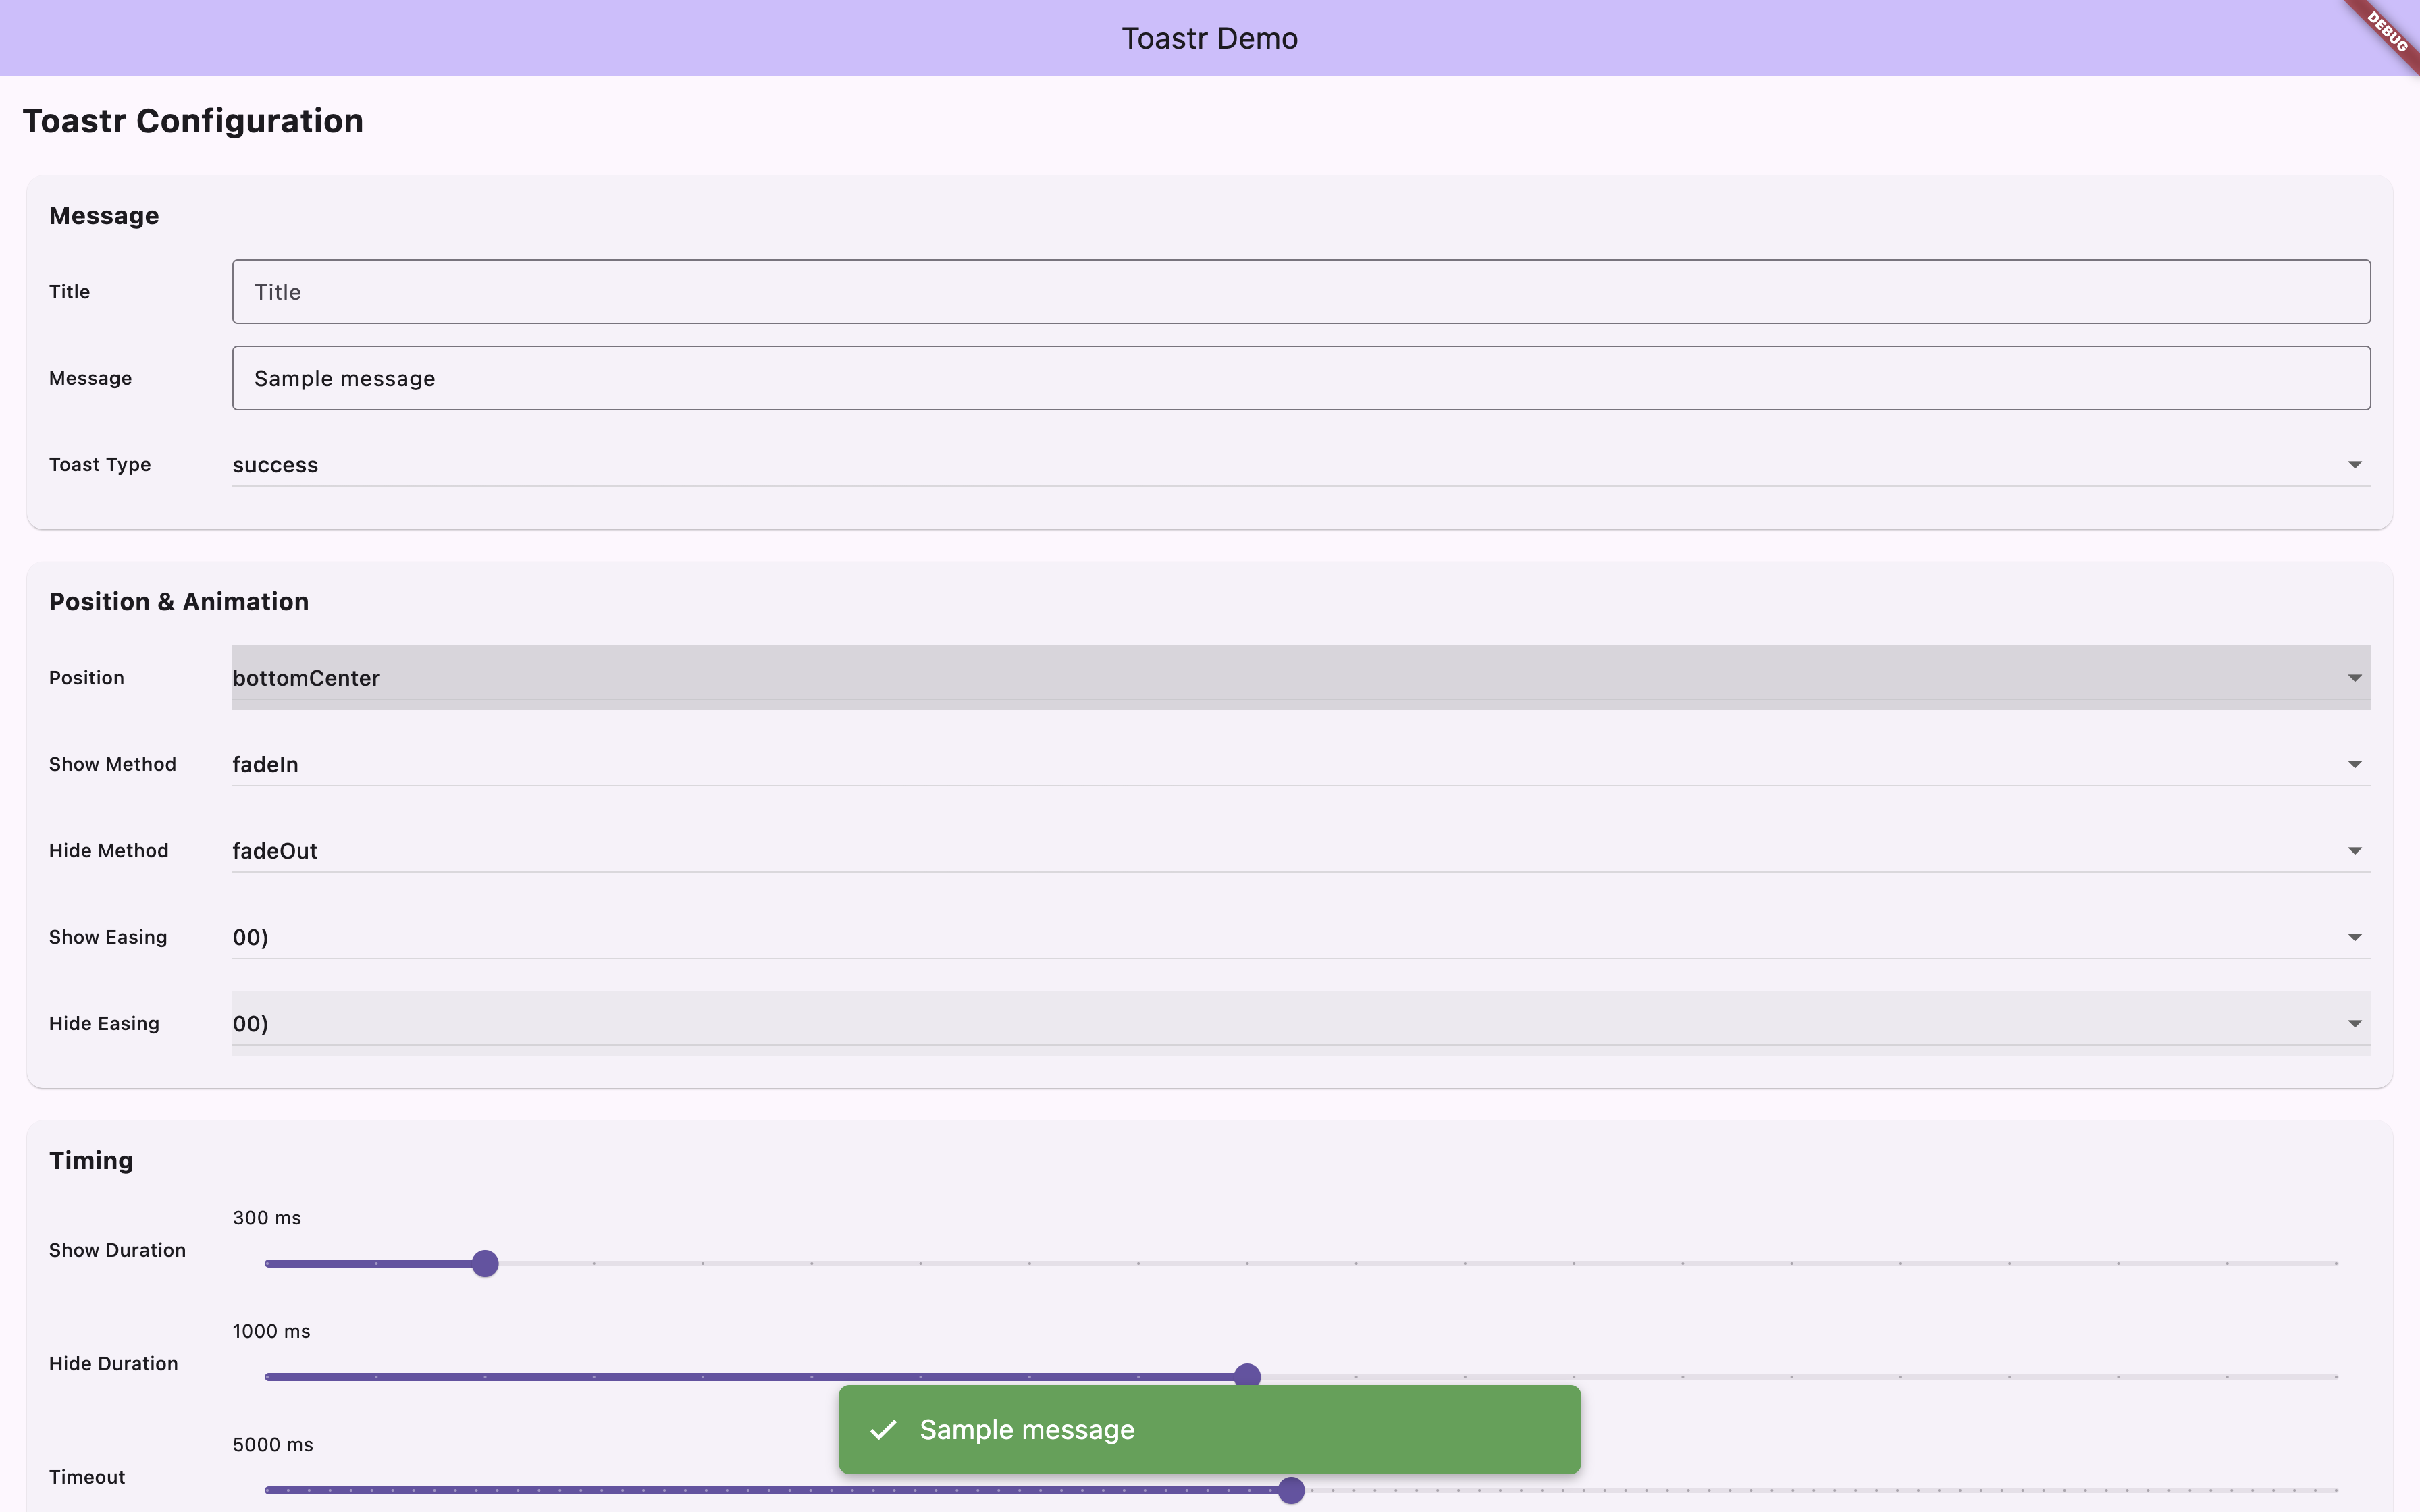 Toastr Demo
DEBUG
Toastr Configuration
Message
Title
Title
Message
Sample message
Toast Type
success
Position & Animation
Position
bottomCenter
Show Method
fadeIn
Hide Method
fadeOut
Show Easing
00)
Hide Easing
00)
Timing
300 ms
Show Duration
1000 ms
Hide Duration
Sample message
5000 ms
Timeout